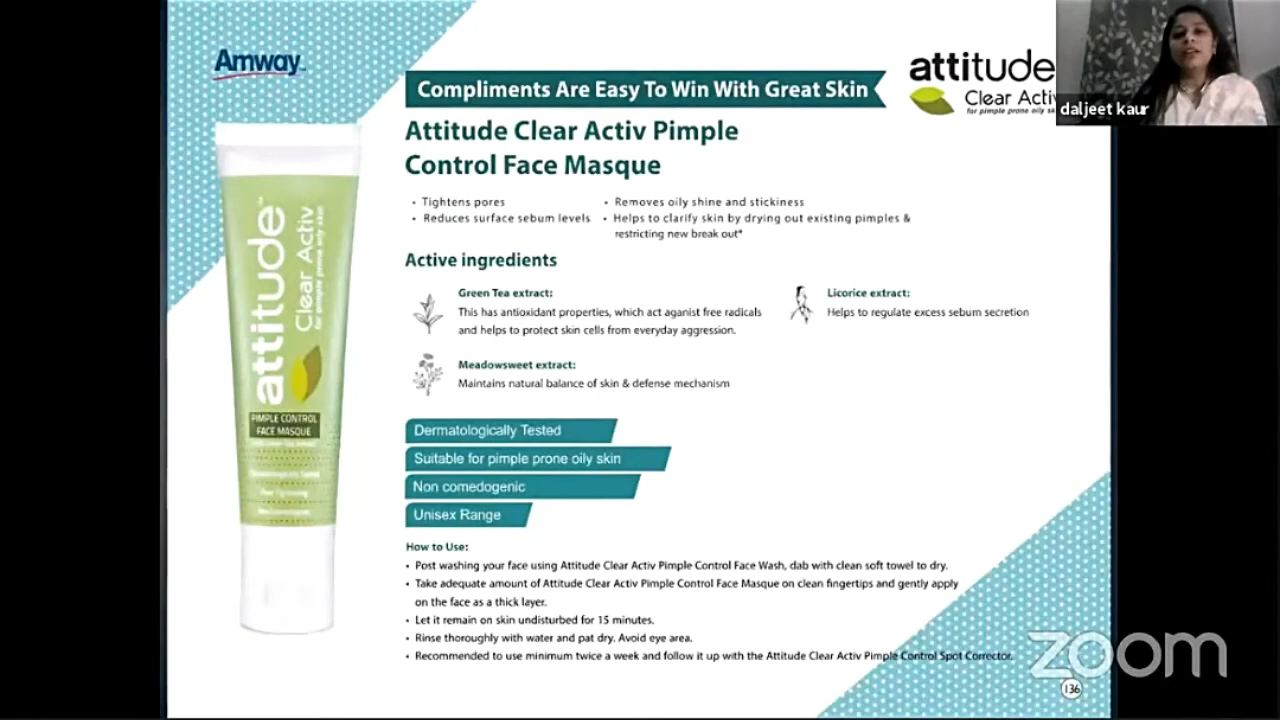 Amway
Compliments Are Easy To Win With Great Skin
attitude
Clear Activ
for pimple prone oily
daljeet kaur
Attitude Clear Activ Pimple
Control Face Masque
• Tightens pores
• Removes oily shine and stickiness
• Reduces surface sebum levels
• Helps to clarify skin by drying out existing pimples &
restricting new break out*
Active ingredients
Green Tea extract:
This has antioxidant properties, which act aganist free radicals
and helps to protect skin cells from everyday aggression.
Licorice extract:
Helps to regulate excess sebum secretion
Meadowsweet extract:
Maintains natural balance of skin & defense mechanism
attitude™
Clear Activ
for pimple prone oily skin
PIMPLE CONTROL
FACE MASQUE
Dermatologically Tested
Suitable for pimple prone oily skin
Non comedogenic
Unisex Range
How to Use:
• Post washing your face using Attitude Clear Activ Pimple Control Face Wash, dab with clean soft towel to dry.
• Take adequate amount of Attitude Clear Activ Pimple Control Face Masque on clean fingertips and gently apply
on the face as a thick layer.
• Let it remain on skin undisturbed for 15 minutes.
• Rinse thoroughly with water and pat dry. Avoid eye area.
• Recommended to use minimum twice a week and follow it up with the Attitude Clear Activ Pimple Control Spot Corrector.
zoom
136